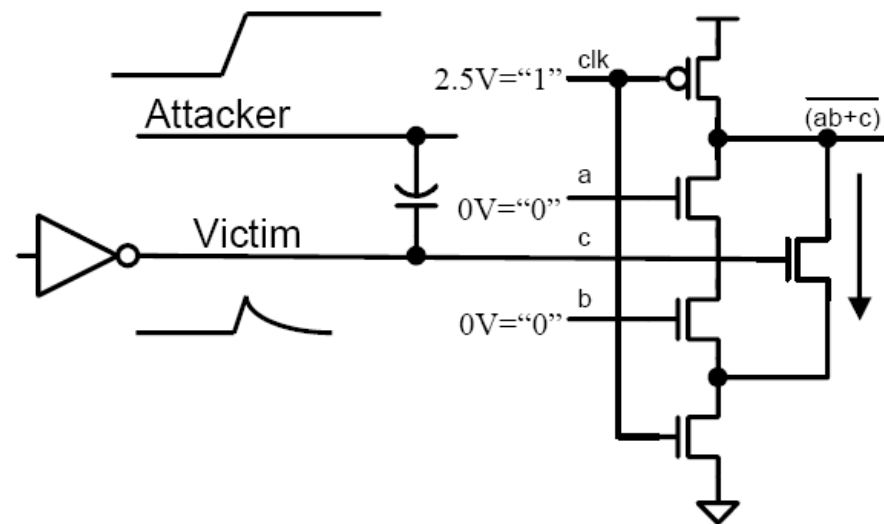 clk
2.5V=“1”
(ab+c)
Attacker
a
0V=“0”
Victim
c
b
0V=“0”